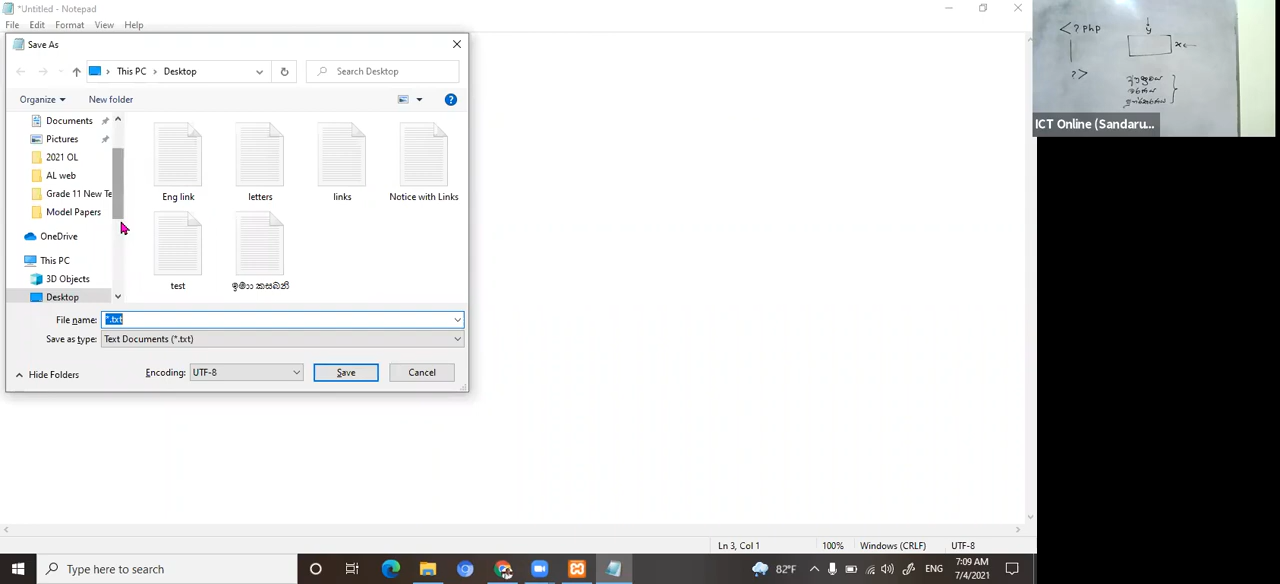 *Untitled - Notepad
File Edit Format View Help
Save As
This PC > Desktop
Search Desktop
Organize New folder
Documents
Pictures
2021 OL
AL web
Grade 11 New Te
Model Papers
OneDrive
This PC
3D Objects
Desktop
Eng link letters links Notice with Links
test
File name: *.txt
Save as type: Text Documents (*.txt)
Hide Folders
Encoding: UTF-8 Save Cancel
<?php
y
x
?>
ICT Online (Sandaru...
Ln 3, Col 1 100% Windows (CRLF) UTF-8
Type here to search
82°F ENG
7:09 AM
7/4/2021